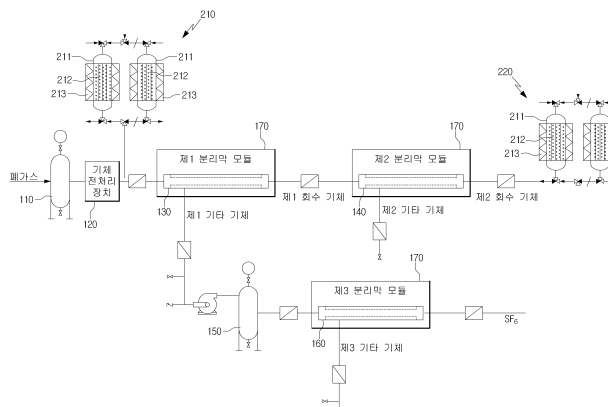 210
211
211
212
212
213
213
220
211
212
213
170
170
폐가스
기체
전처리
장치
110
120
제1 분리막 모듈
130
제1 회수 기체
제1 기타 기체
제2 분리막 모듈
140
제2 회수 기체
제2 기타 기체
170
제3 분리막 모듈
150
160
SF₆
제3 기타 기체